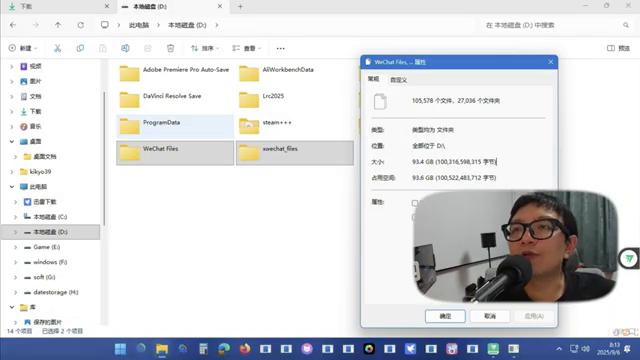 下载
本地磁盘 (D:)
此电脑
本地磁盘 (D:)
在 本地磁盘 (D:) 中搜索
新建
排序
查看
预览
视频
图片
文档
下载
音乐
桌面
桌面文档
kikyo39
此电脑
迅雷下载
本地磁盘 (C:)
本地磁盘 (D:)
Game (E:)
windows (F:)
soft (G:)
datestorage (H:)
库
保存的图片
14 个项目
已选择 2 个项目
Adobe Premiere Pro Auto-Save
AliWorkbenchData
DaVinci Resolve Save
Lrc2025
ProgramData
steam+++
WeChat Files
xwechat_files
WeChat Files, ... 属性
常规
自定义
105,578 个文件，27,036 个文件夹
类型:
类型均为 文件夹
位置:
全部位于 D:\
大小:
93.4 GB (100,316,598,315 字节)
占用空间:
93.6 GB (100,522,483,712 字节)
属性:
确定
取消
应用(A)
8:13
2025/9/8